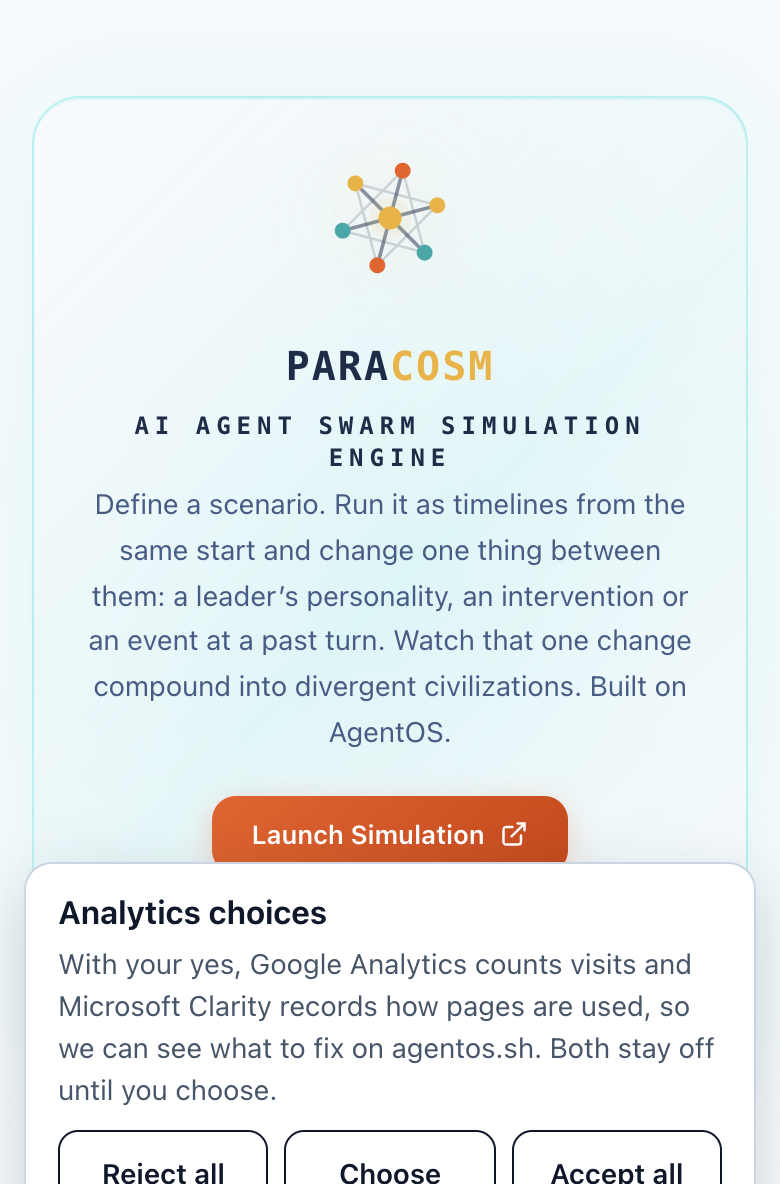 PARACOSM
AI AGENT SWARM SIMULATION
ENGINE
Define a scenario. Run it as timelines from the
same start and change one thing between
them: a leader’s personality, an intervention or
an event at a past turn. Watch that one change
compound into divergent civilizations. Built on
AgentOS.
Launch Simulation
Analytics choices
With your yes, Google Analytics counts visits and
Microsoft Clarity records how pages are used, so
we can see what to fix on agentos.sh. Both stay off
until you choose.
Reject all Choose Accept all